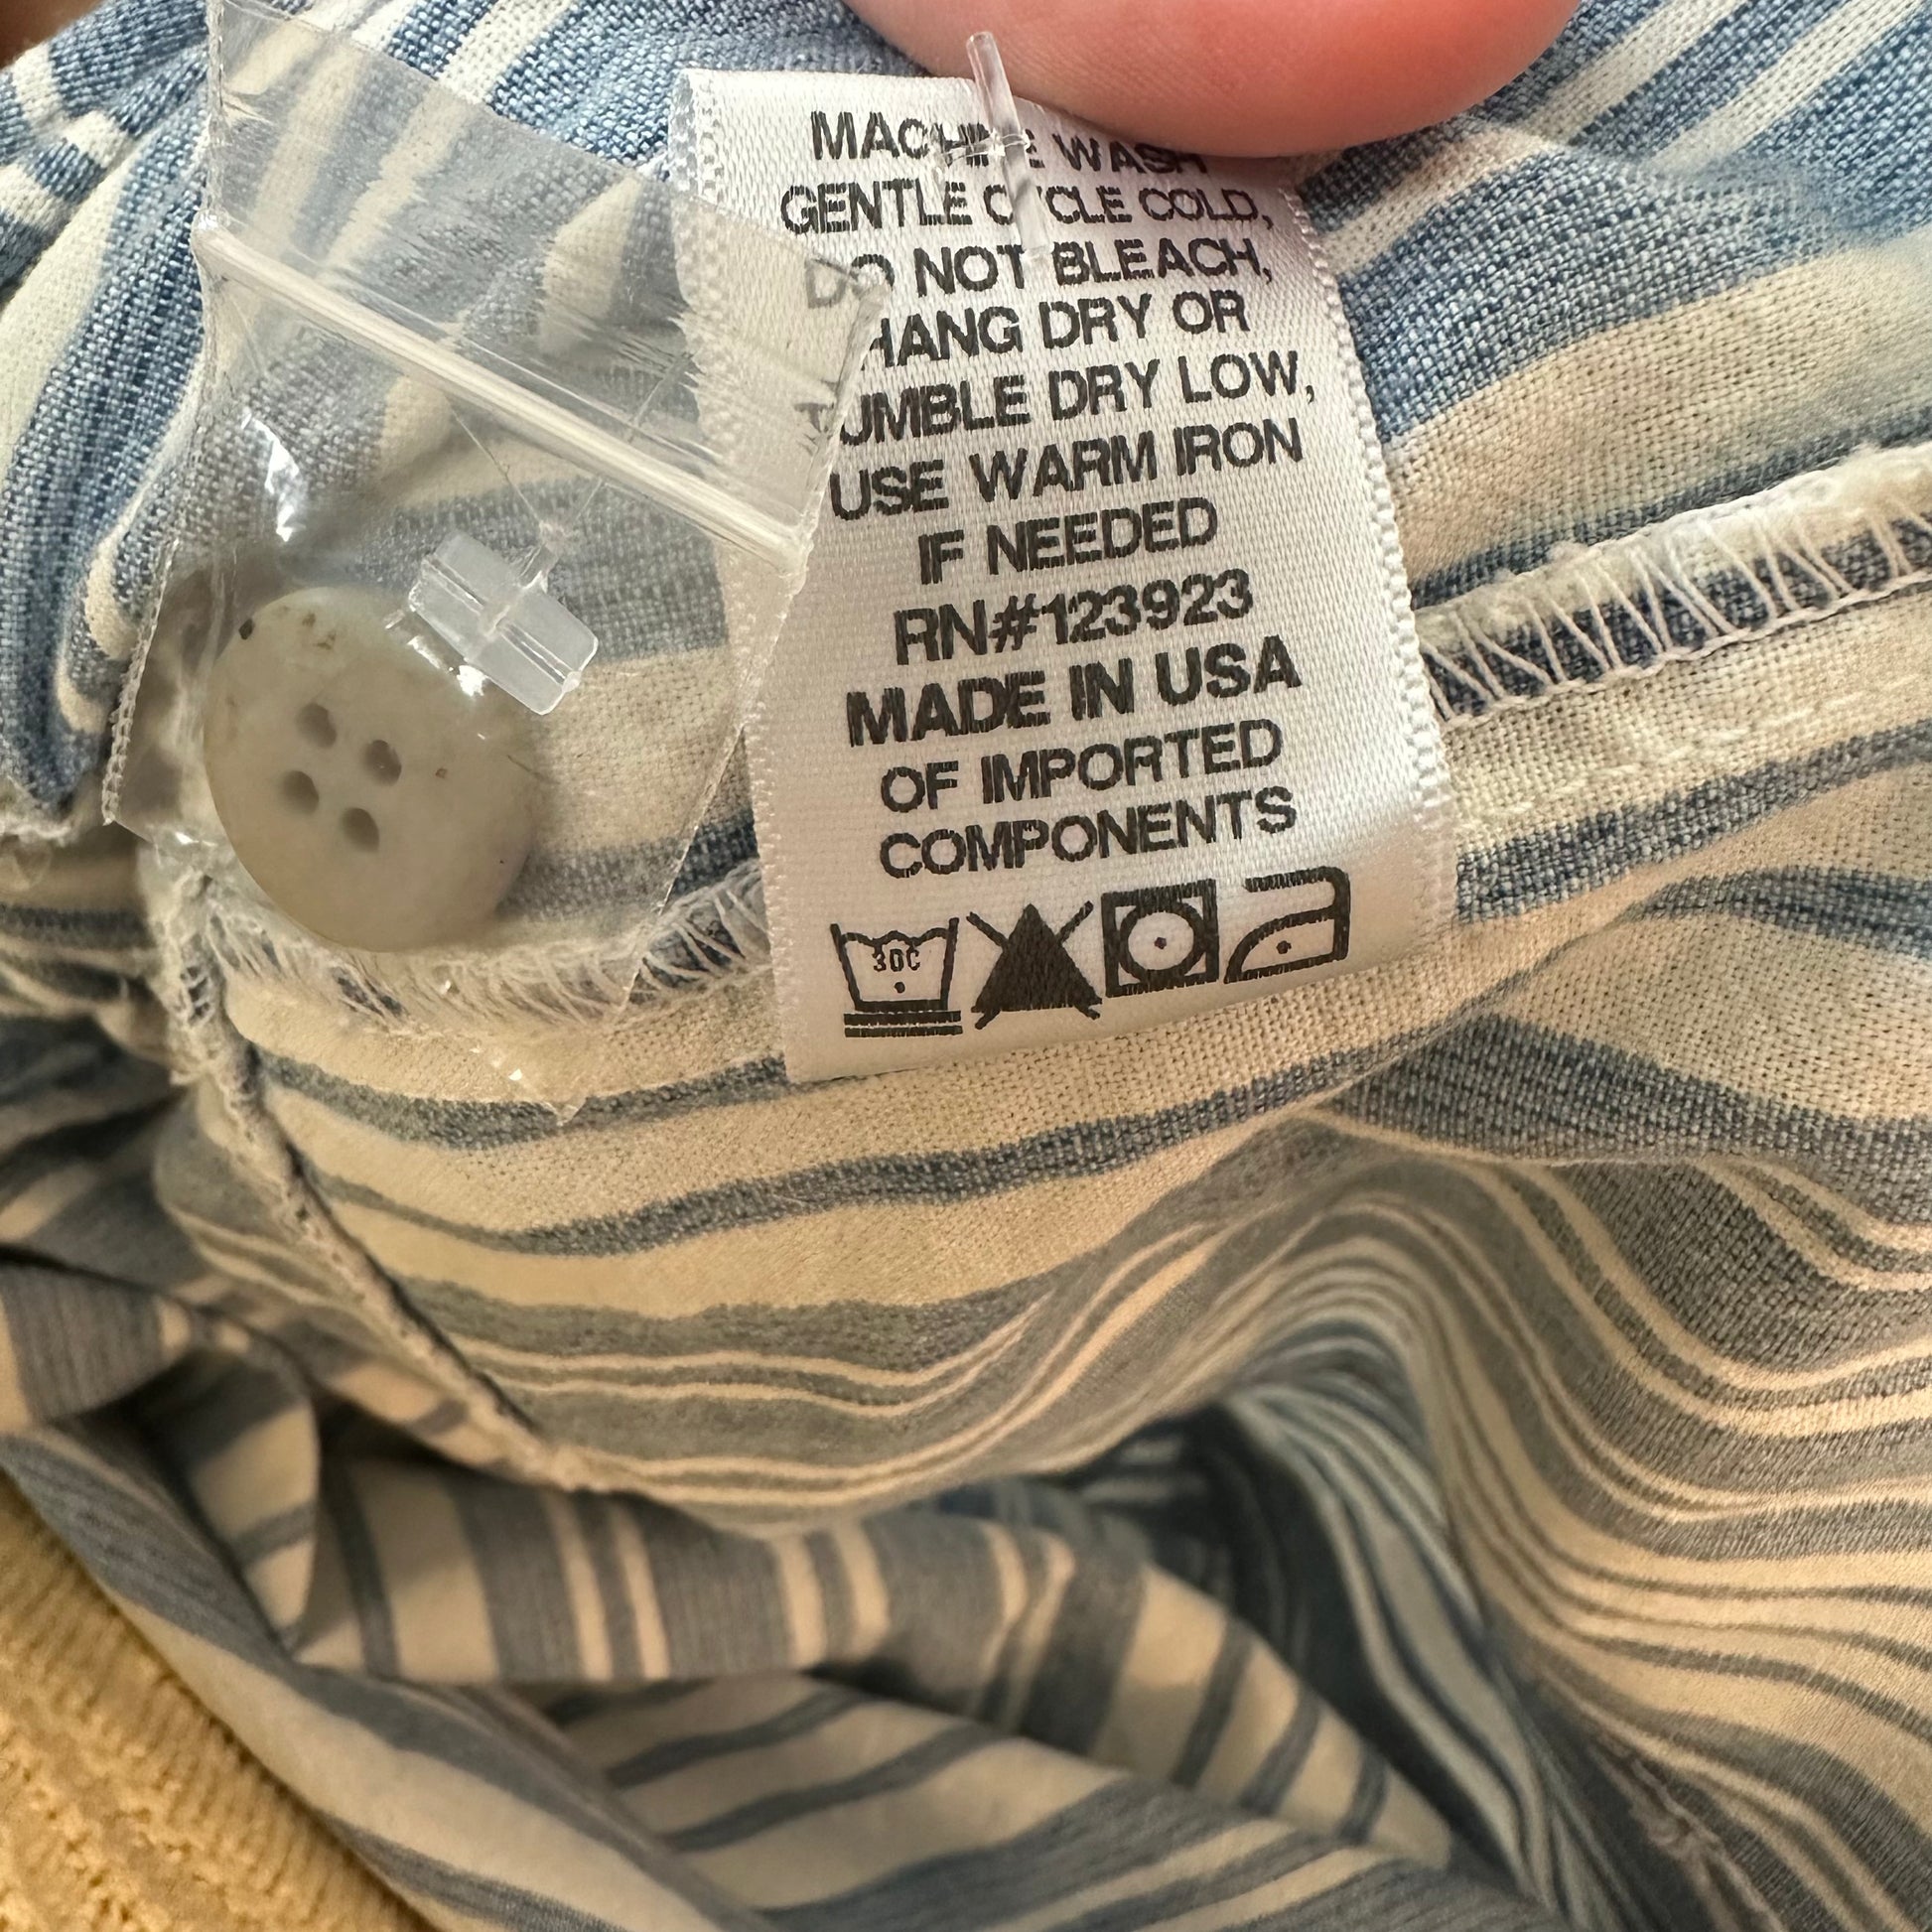 MACHINE WASH
GENTLE CYCLE COLD,
DO NOT BLEACH,
HANG DRY OR
TUMBLE DRY LOW,
USE WARM IRON
IF NEEDED
RN#123923
MADE IN USA
OF IMPORTED
COMPONENTS
30C